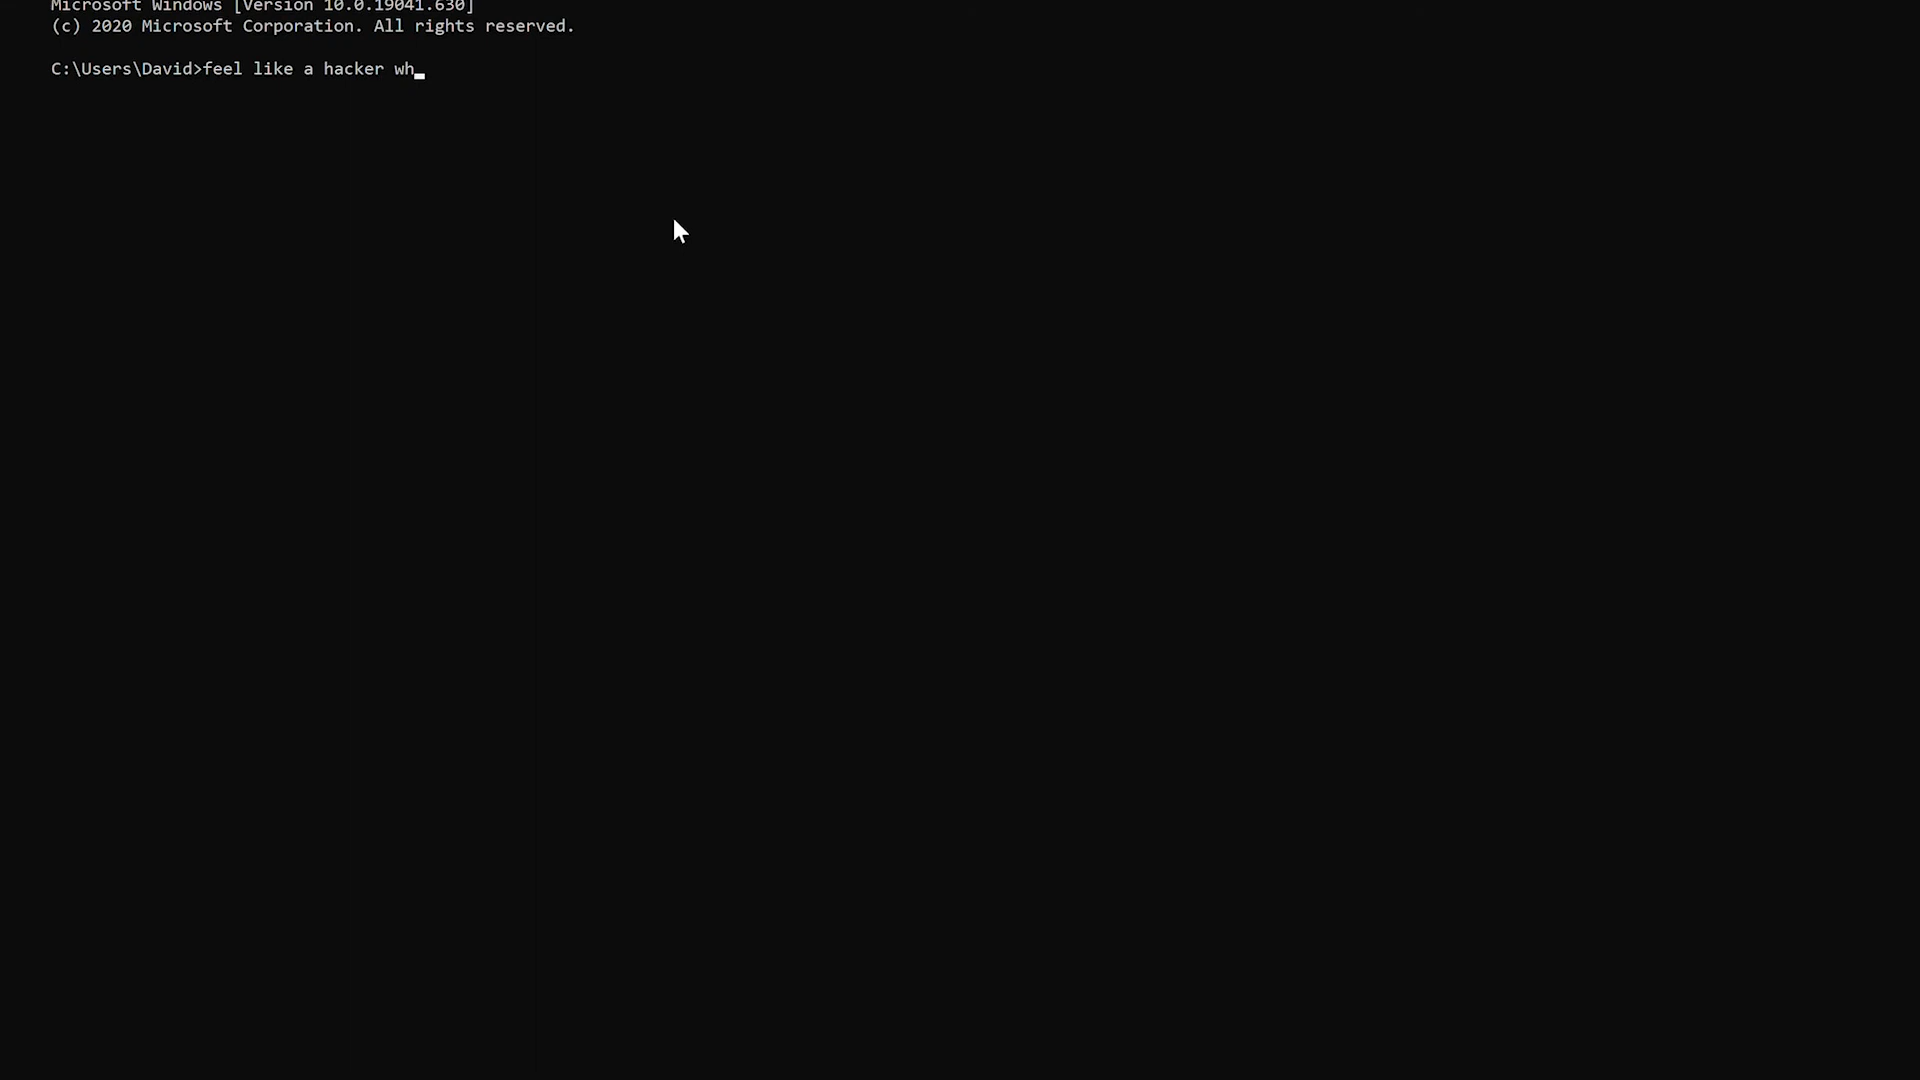 Microsoft Windows [Version 10.0.19041.630]
(c) 2020 Microsoft Corporation. All rights reserved.
C:\Users\David>feel like a hacker wh